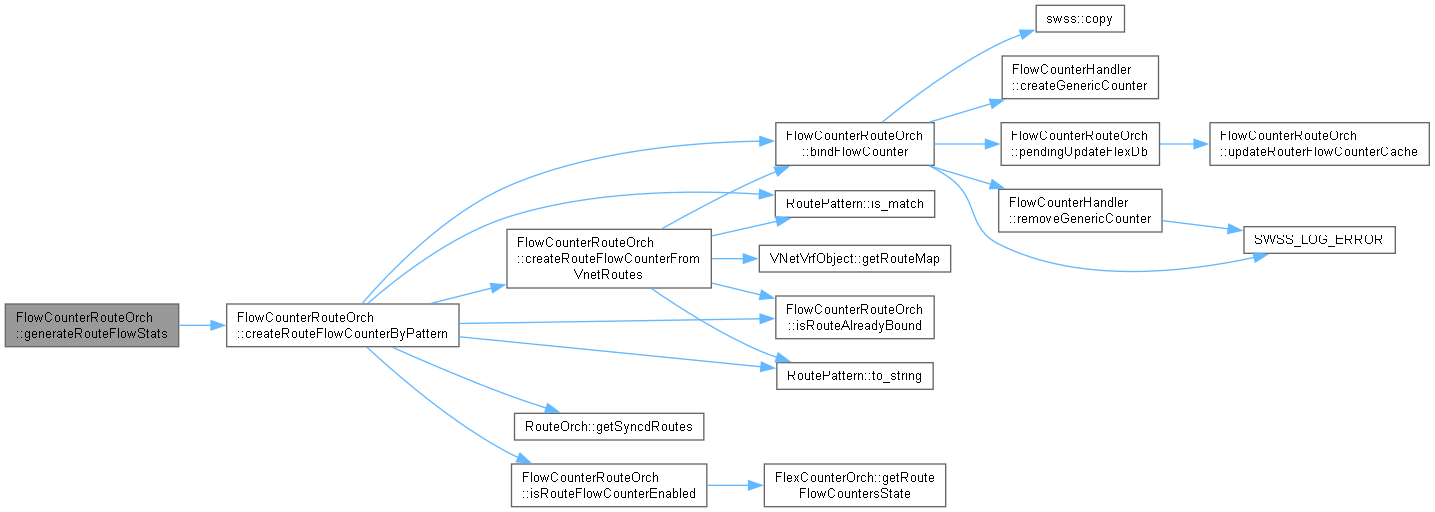 FlowCounterRouteOrch
::generateRouteFlowStats
FlowCounterRouteOrch
::createRouteFlowCounterByPattern
FlowCounterRouteOrch
::createRouteFlowCounterFrom
VnetRoutes
RouteOrch::getSyncdRoutes
FlowCounterRouteOrch
::isRouteFlowCounterEnabled
FlowCounterRouteOrch
::bindFlowCounter
RoutePattern::is_match
VNetVrfObject::getRouteMap
FlowCounterRouteOrch
::isRouteAlreadyBound
RoutePattern::to_string
FlexCounterOrch::getRoute
FlowCountersState
swss::copy
FlowCounterHandler
::createGenericCounter
FlowCounterRouteOrch
::pendingUpdateFlexDb
FlowCounterHandler
::removeGenericCounter
FlowCounterRouteOrch
::updateRouterFlowCounterCache
SWSS_LOG_ERROR